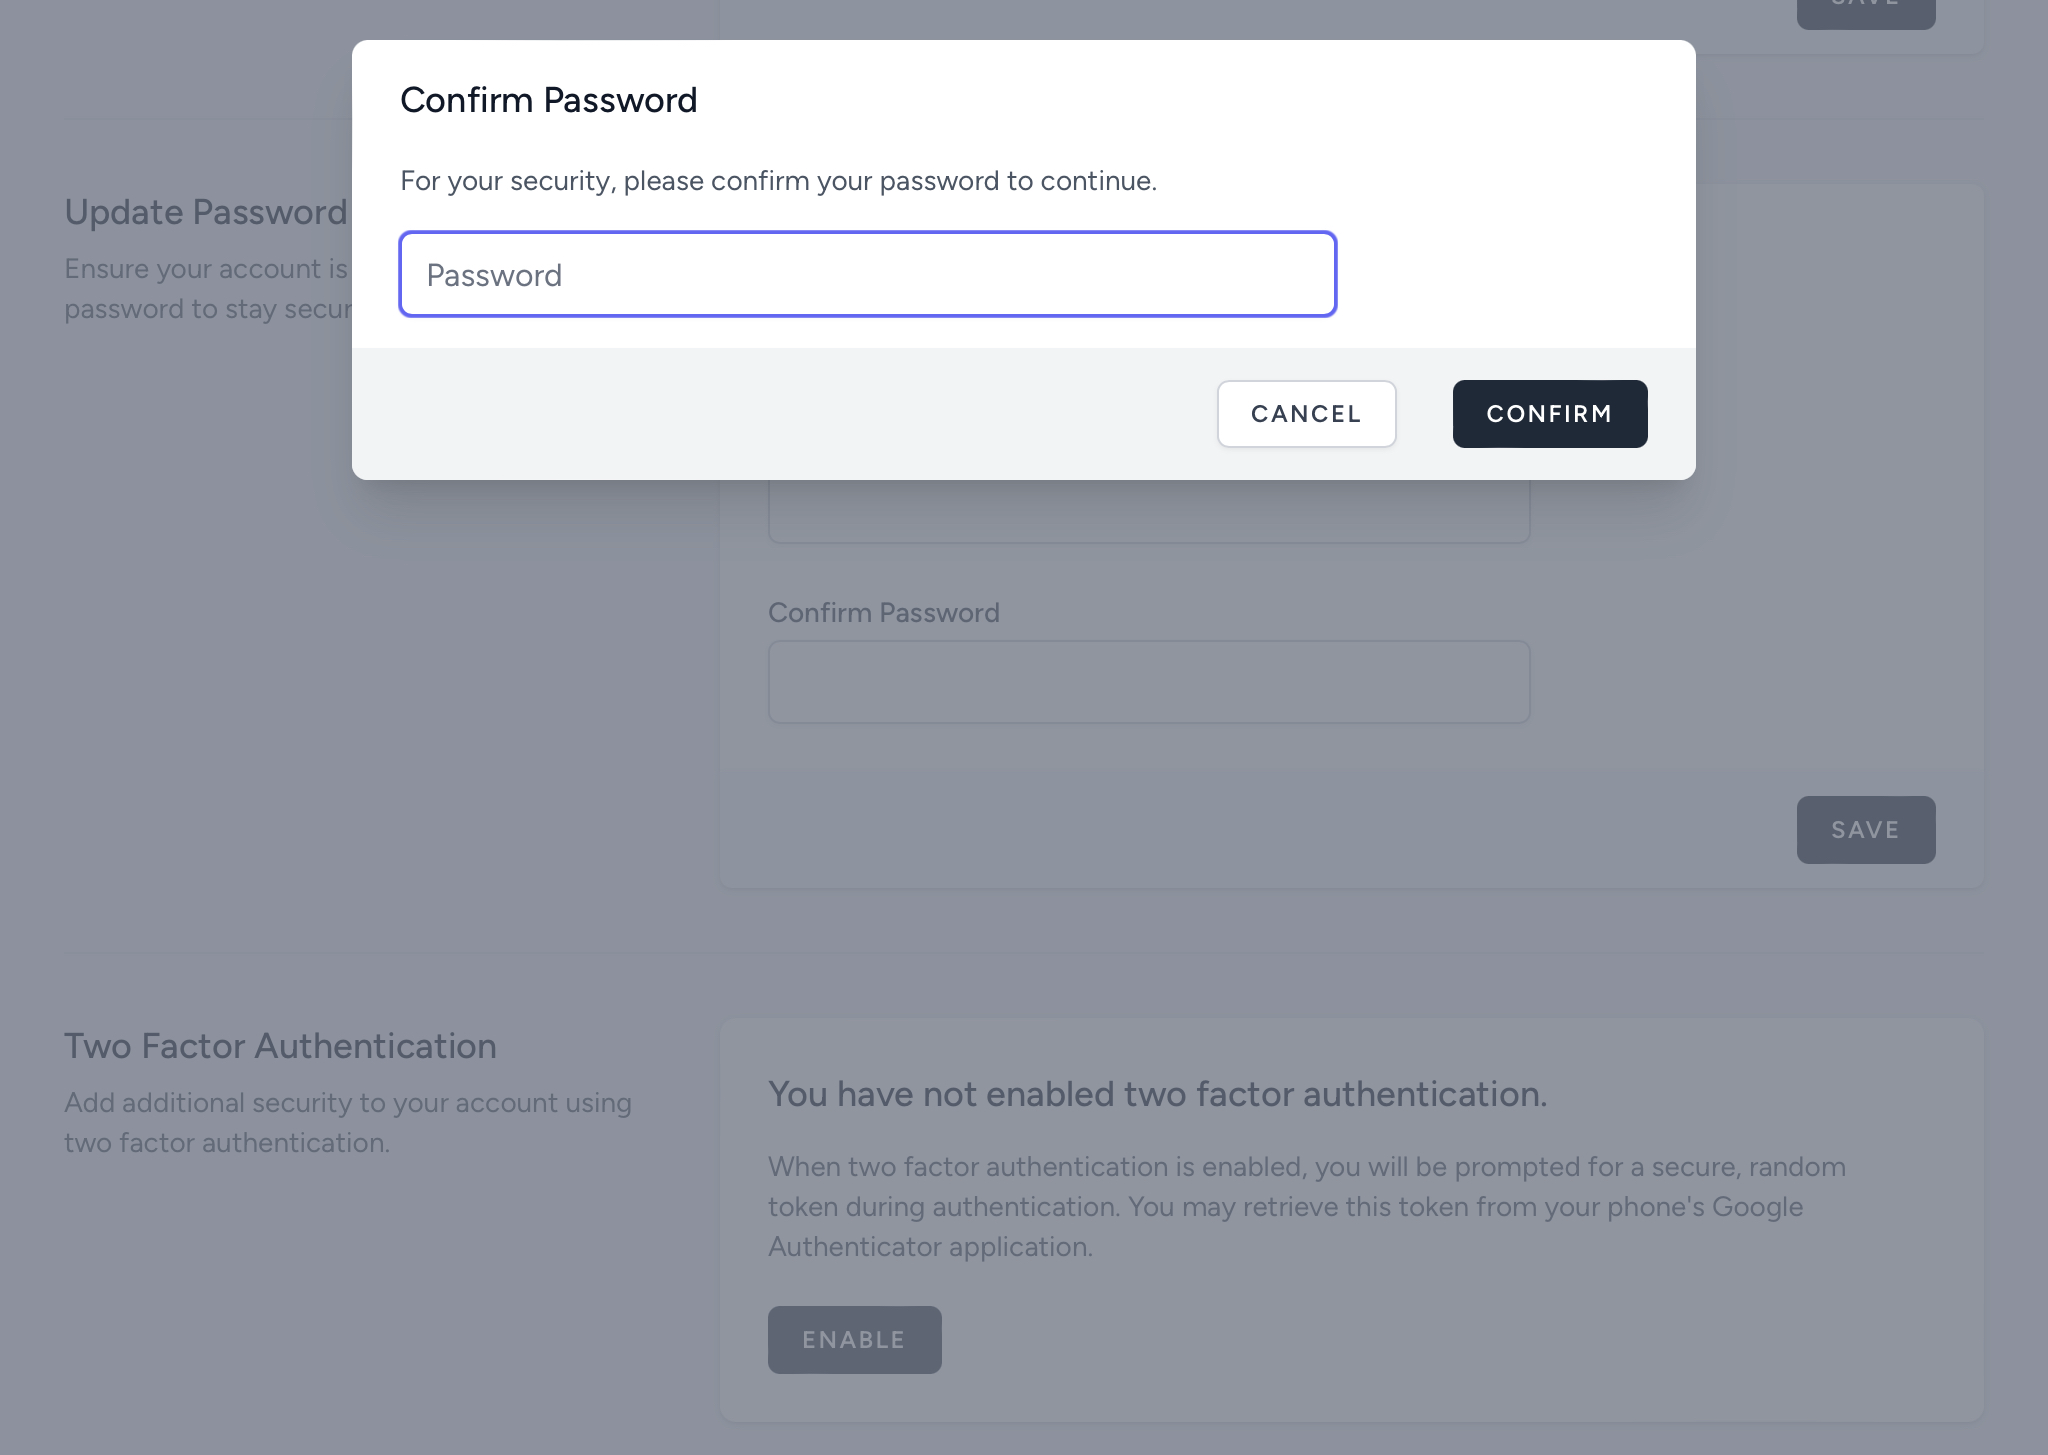 SAVE
Confirm Password
For your security, please confirm your password to continue.
Password
CANCEL
CONFIRM
Update Password
Ensure your account is
password to stay
Confirm Password
SAVE
Two Factor Authentication
Add additional security to your account using
two factor authentication.
You have not enabled two factor authentication.
When two factor authentication is enabled, you will be prompted for a secure, random
token during authentication. You may retrieve this token from your phone's Google
Authenticator application.
ENABLE